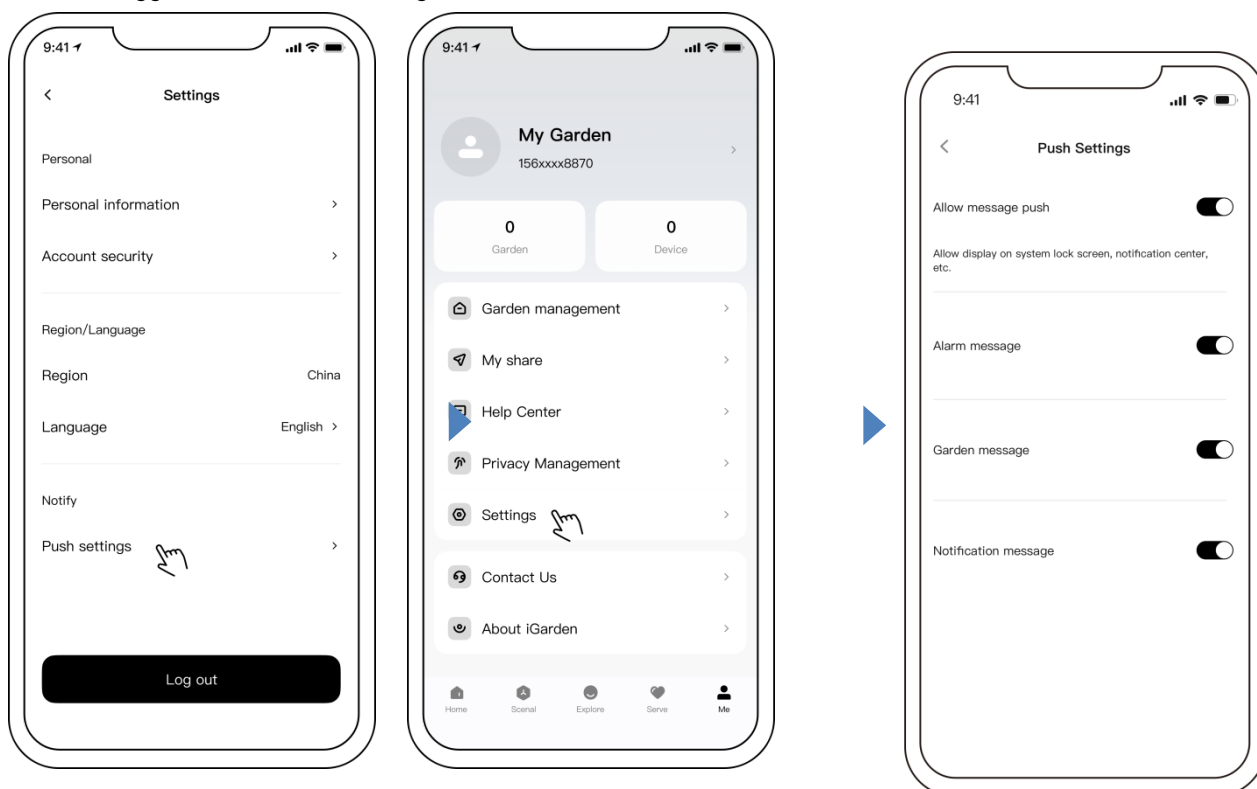 9:41
Settings
Personal
Personal information
Account security
Region/Language
Region China
Language English
Notify
Push settings
Log out
9:41
My Garden
156xxxx8870
0 0
Garden Device
Garden management
My share
Help Center
Privacy Management
Settings
Contact Us
About iGarden
Home Scenal Explore Serve Me
9:41
Push Settings
Allow message push
Allow display on system lock screen, notification center,
etc.
Alarm message
Garden message
Notification message